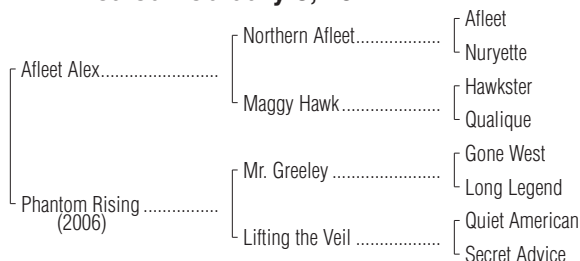 Afleet
Northern Afleet....................
Nuryette
Afleet Alex...........................
Hawkster
Maggy Hawk.......................
Qualique
Gone West
Mr. Greeley .........................
Long Legend
Phantom Rising .................
(2006)
Quiet American
Lifting the Veil ....................
Secret Advice